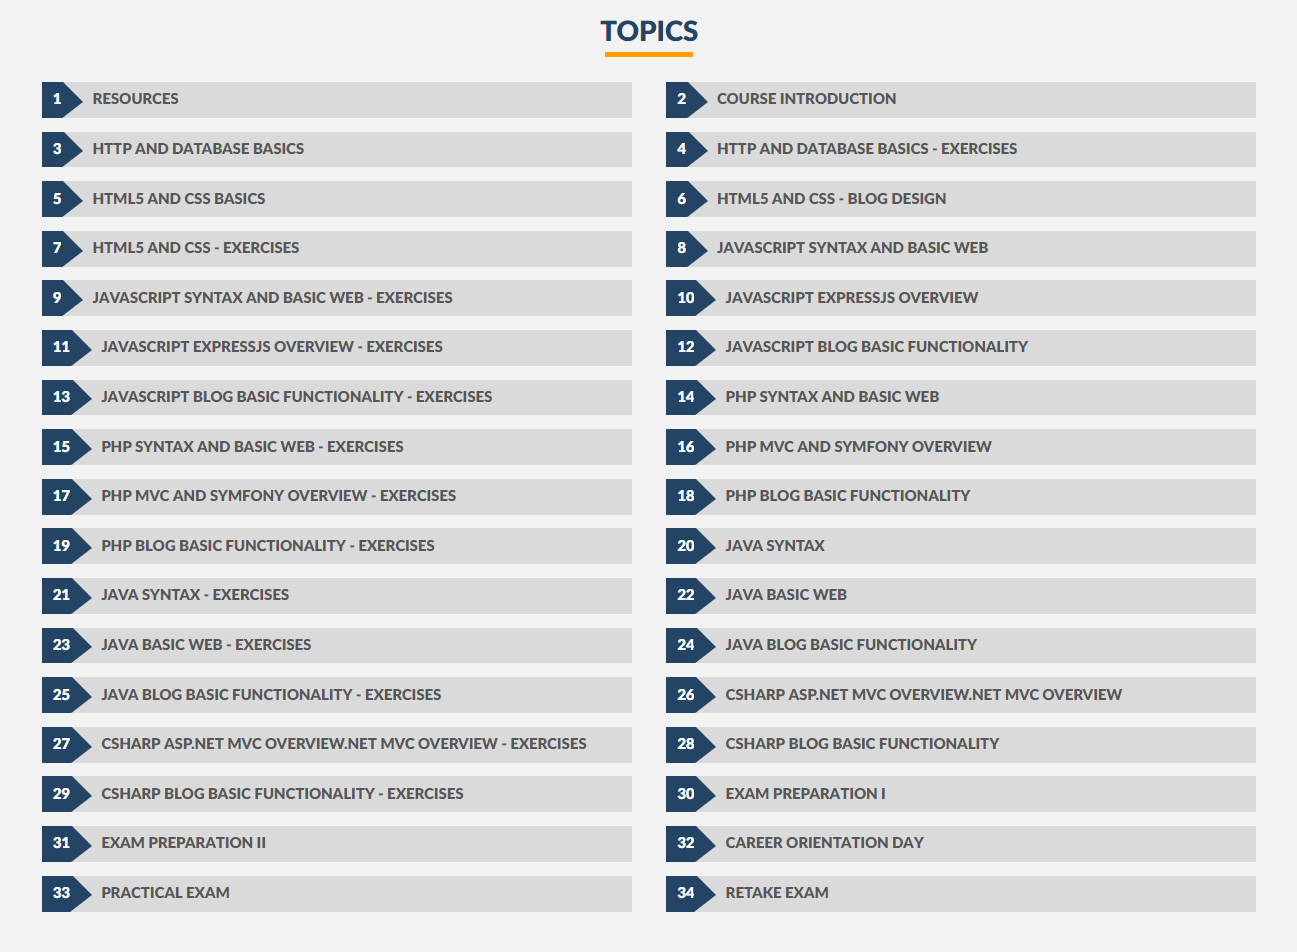 TOPICS
1 RESOURCES
2 COURSE INTRODUCTION
3 HTTP AND DATABASE BASICS
4 HTTP AND DATABASE BASICS - EXERCISES
5 HTML5 AND CSS BASICS
6 HTML5 AND CSS - BLOG DESIGN
7 HTML5 AND CSS - EXERCISES
8 JAVASCRIPT SYNTAX AND BASIC WEB
9 JAVASCRIPT SYNTAX AND BASIC WEB - EXERCISES
10 JAVASCRIPT EXPRESSJS OVERVIEW
11 JAVASCRIPT EXPRESSJS OVERVIEW - EXERCISES
12 JAVASCRIPT BLOG BASIC FUNCTIONALITY
13 JAVASCRIPT BLOG BASIC FUNCTIONALITY - EXERCISES
14 PHP SYNTAX AND BASIC WEB
15 PHP SYNTAX AND BASIC WEB - EXERCISES
16 PHP MVC AND SYMFONY OVERVIEW
17 PHP MVC AND SYMFONY OVERVIEW - EXERCISES
18 PHP BLOG BASIC FUNCTIONALITY
19 PHP BLOG BASIC FUNCTIONALITY - EXERCISES
20 JAVA SYNTAX
21 JAVA SYNTAX - EXERCISES
22 JAVA BASIC WEB
23 JAVA BASIC WEB - EXERCISES
24 JAVA BLOG BASIC FUNCTIONALITY
25 JAVA BLOG BASIC FUNCTIONALITY - EXERCISES
26 CSHARP ASP.NET MVC OVERVIEW.NET MVC OVERVIEW
27 CSHARP ASP.NET MVC OVERVIEW.NET MVC OVERVIEW - EXERCISES
28 CSHARP BLOG BASIC FUNCTIONALITY
29 CSHARP BLOG BASIC FUNCTIONALITY - EXERCISES
30 EXAM PREPARATION I
31 EXAM PREPARATION II
32 CAREER ORIENTATION DAY
33 PRACTICAL EXAM
34 RETAKE EXAM